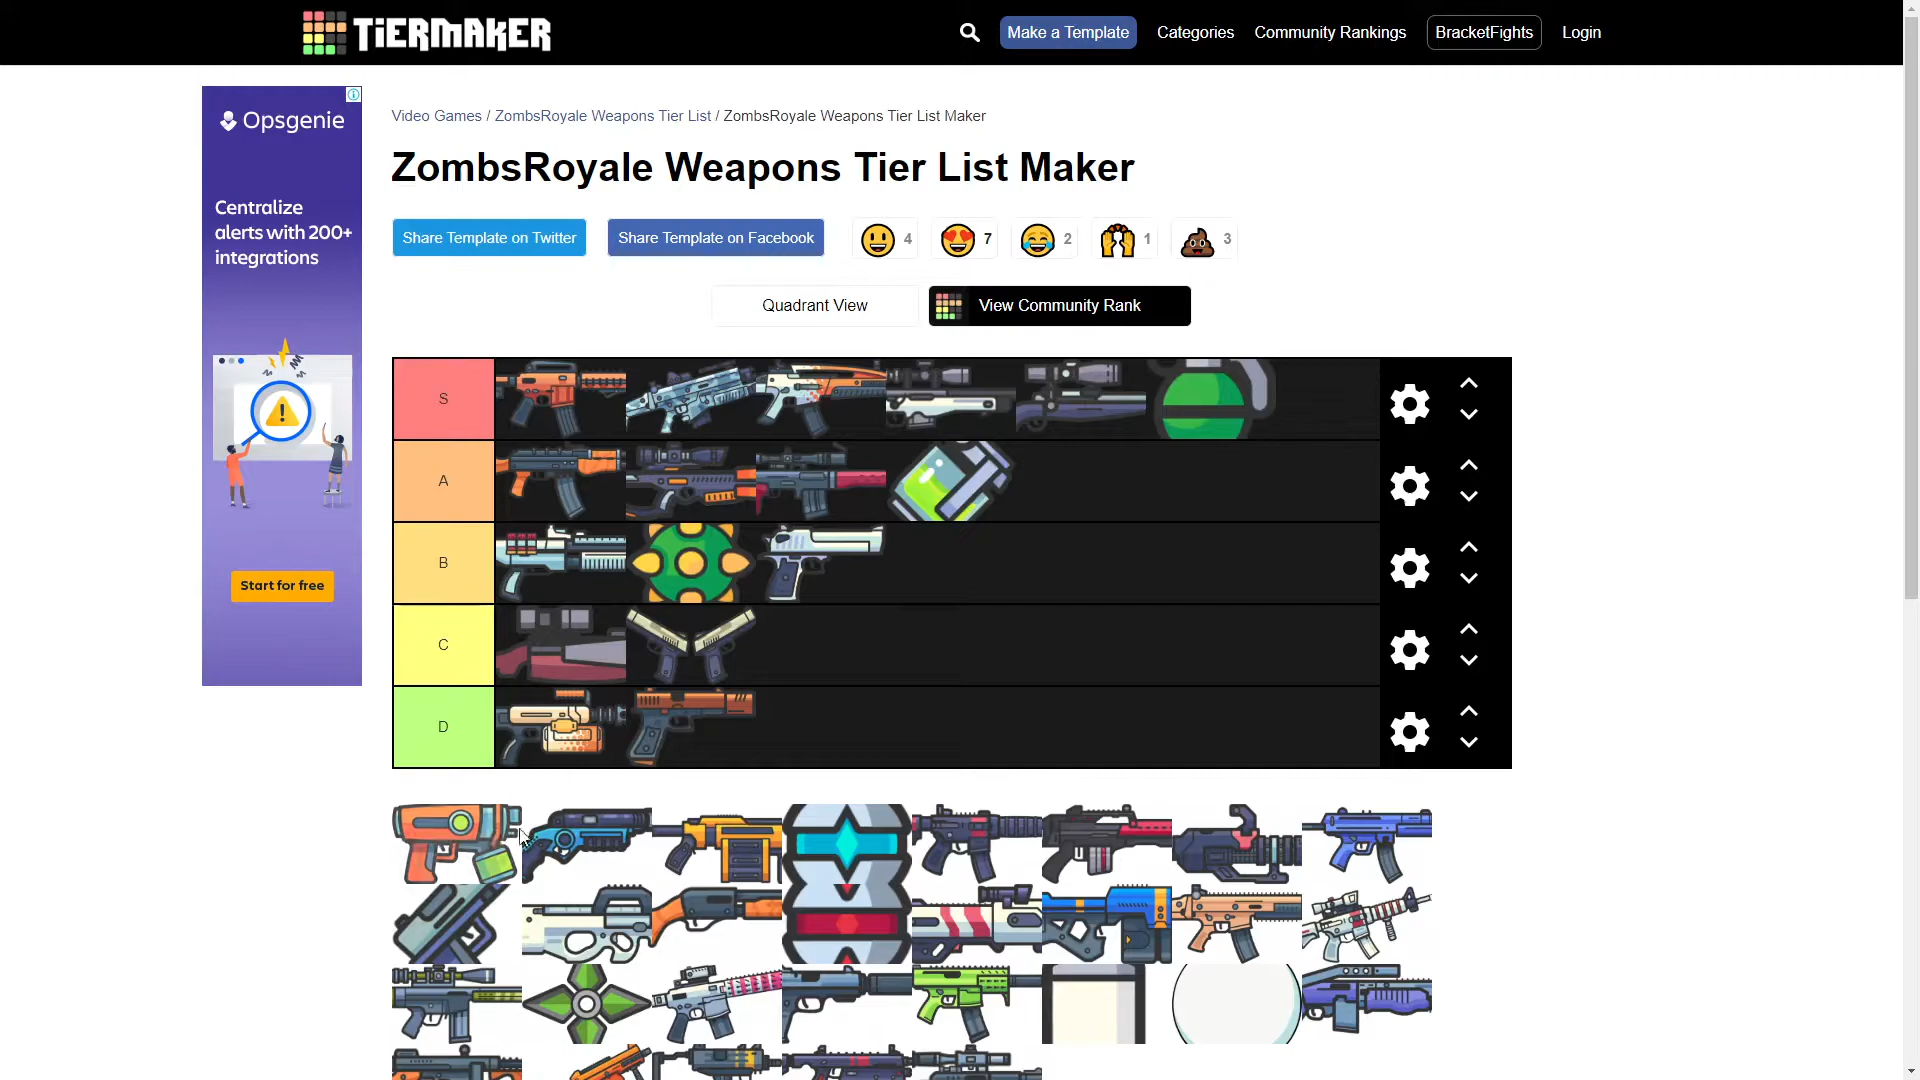 TiERMAKER
Make a Template
Categories
Community Rankings
BracketFights
Login
Opsgenie
Centralize
alerts with 200+
integrations
Start for free
Video Games / ZombsRoyale Weapons Tier List / ZombsRoyale Weapons Tier List Maker
ZombsRoyale Weapons Tier List Maker
Share Template on Twitter
Share Template on Facebook
4
7
2
1
3
Quadrant View
View Community Rank
S
A
B
C
D